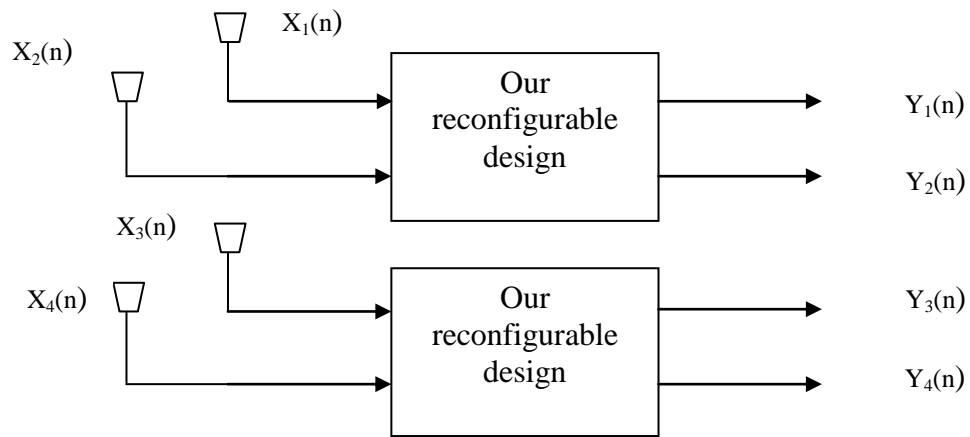 X₁(n)
X₂(n)
Our
reconfigurable
design
Y₁(n)
Y₂(n)
X₃(n)
X₄(n)
Our
reconfigurable
design
Y₃(n)
Y₄(n)